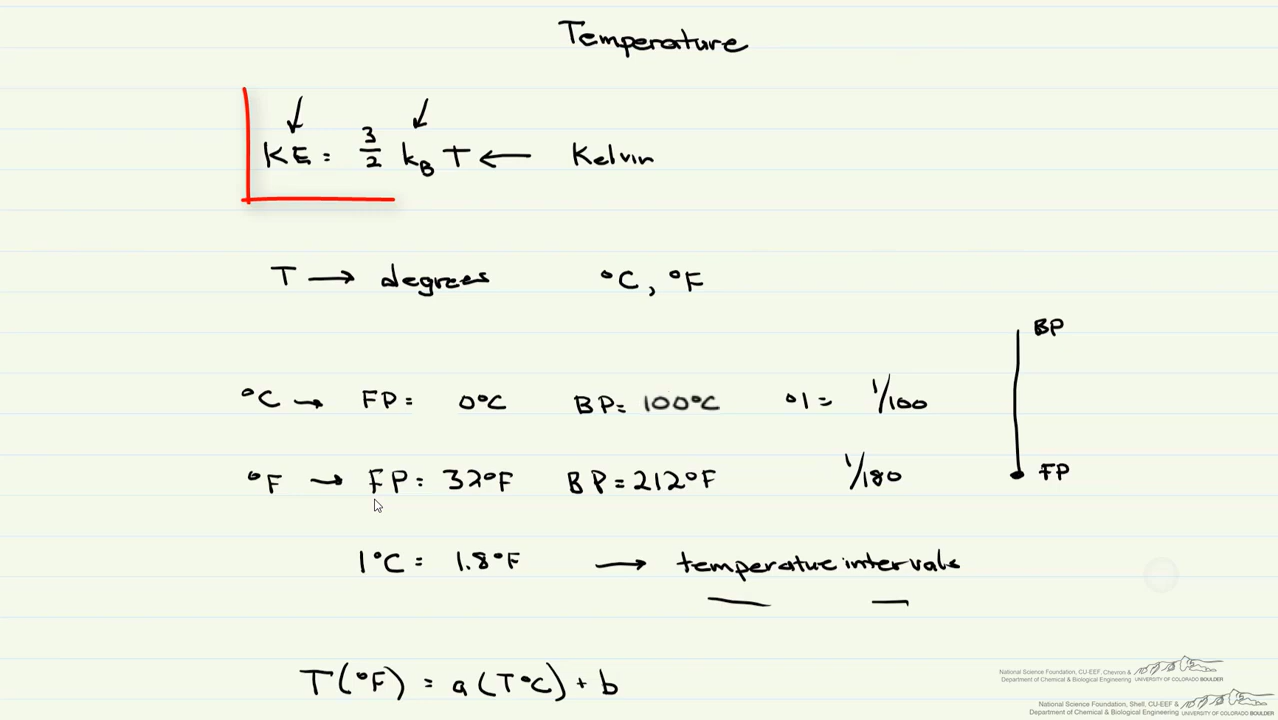 Temperature
KE = 3/2 kB T ← Kelvin
T → degrees °C, °F
BP
°C → FP = 0°C BP = 100°C °1 = 1/100
°F → FP = 32°F BP = 212°F 1/180
FP
1°C = 1.8°F → temperature intervals
T(°F) = a(T°C) + b
National Science Foundation, CU-EEF, Chevron &
Department of Chemical & Biological Engineering UNIVERSITY OF COLORADO BOULDER
National Science Foundation, Shell, CU-EEF &
Department of Chemical & Biological Engineering UNIVERSITY OF COLORADO BOULDER